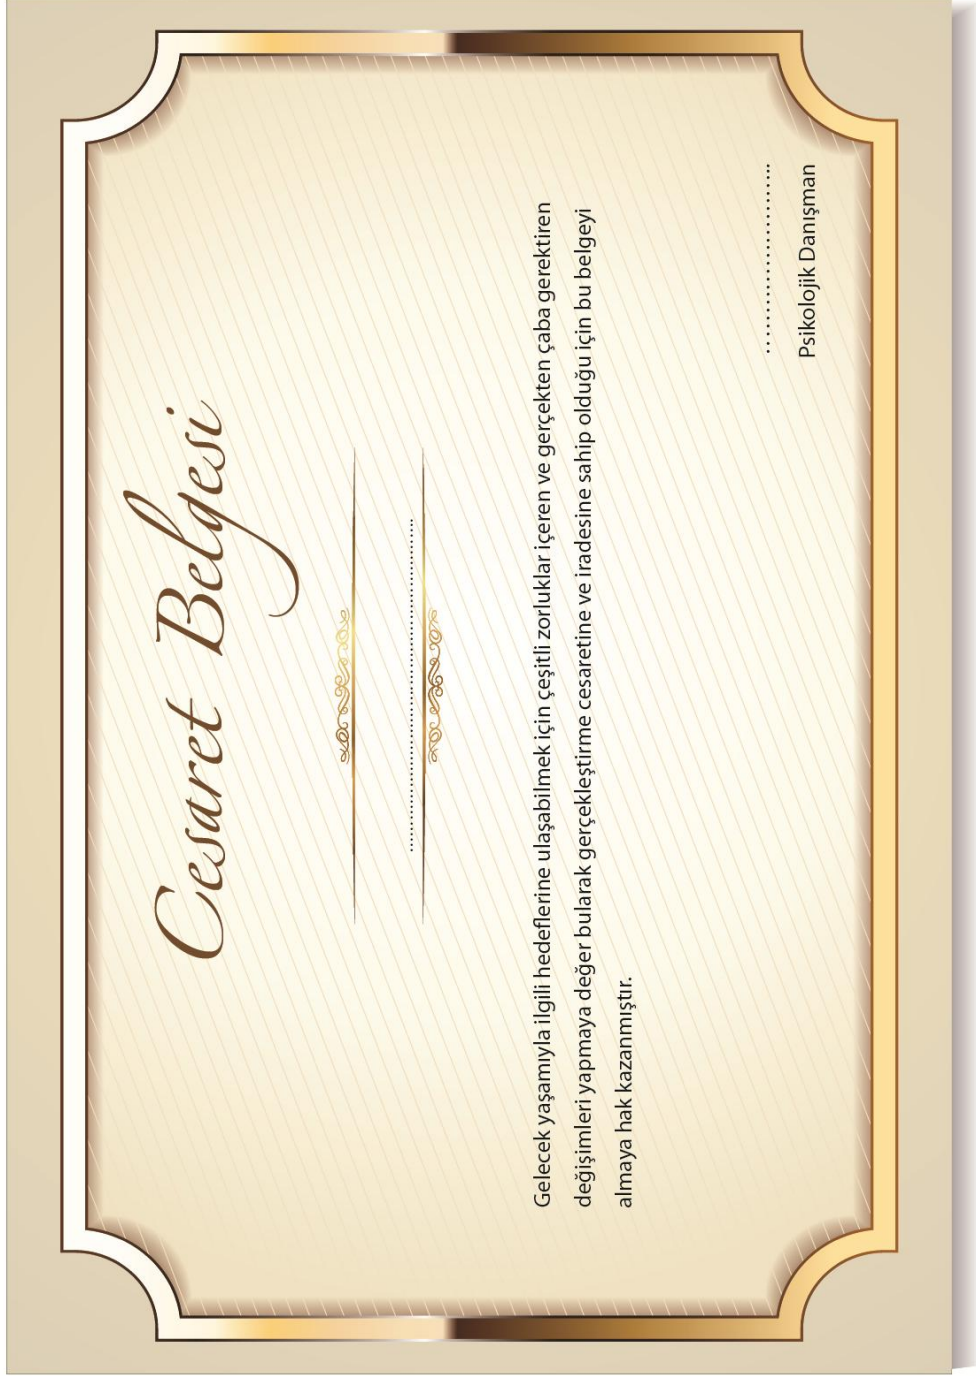 Cesaret Belgesi
........................................................
Gelecek yaşamıyla ilgili hedeflerine ulaşabilmek için çeşitli zorluklar içeren ve gerçekten çaba gerektiren
değişimleri yapmaya değer bularak gerçekleştirme cesaretine ve iradesine sahip olduğu için bu belgeyi
almaya hak kazanmıştır.
..............................
Psikolojik Danışman